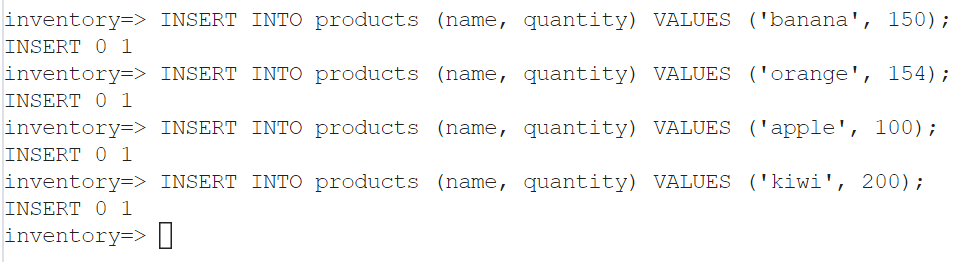 inventory=> INSERT INTO products (name, quantity) VALUES ('banana', 150);
INSERT 0 1
inventory=> INSERT INTO products (name, quantity) VALUES ('orange', 154);
INSERT 0 1
inventory=> INSERT INTO products (name, quantity) VALUES ('apple', 100);
INSERT 0 1
inventory=> INSERT INTO products (name, quantity) VALUES ('kiwi', 200);
INSERT 0 1
inventory=>